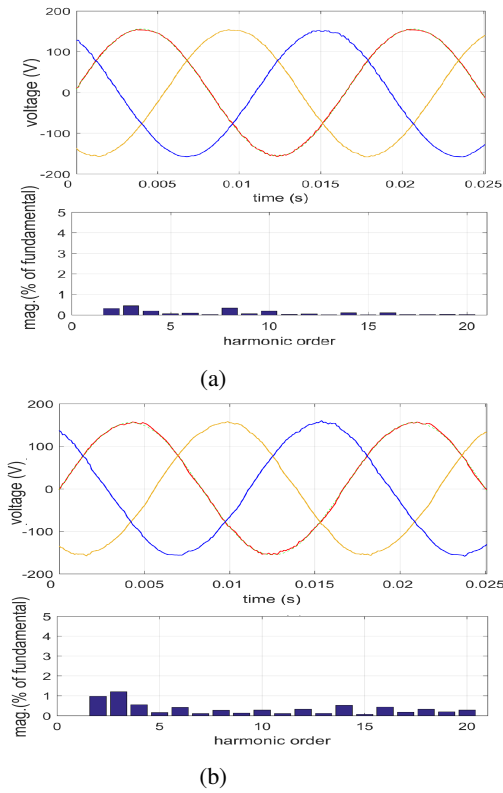 200
100
0
-100
-200
voltage (V)
0 0.005 0.01 0.015 0.02 0.025
time (s)
5
4
3
2
1
0
mag.(% of fundamental)
0 5 10 15 20
harmonic order
(a)
200
100
0
-100
-200
voltage (V)
0 0.005 0.01 0.015 0.02 0.025
time (s)
5
4
3
2
1
0
mag.(% of fundamental)
0 5 10 15 20
harmonic order
(b)